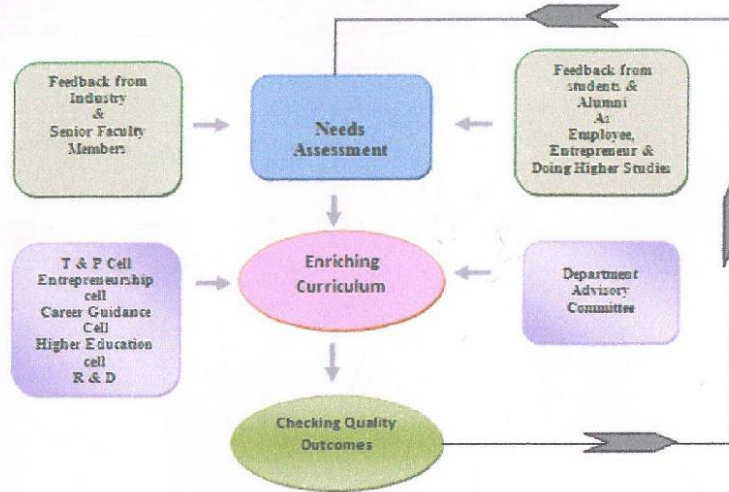 Feedback from
Industry
&
Senior Faculty
Members
Needs
Assessment
Feedback from
students &
Alumni
As
Employee,
Entrepreneur &
Doing Higher Studies
T & P Cell
Entrepreneurship
cell
Career Guidance
Cell
Higher Education
cell
R & D
Enriching
Curriculum
Department
Advisory
Committee
Checking Quality
Outcomes